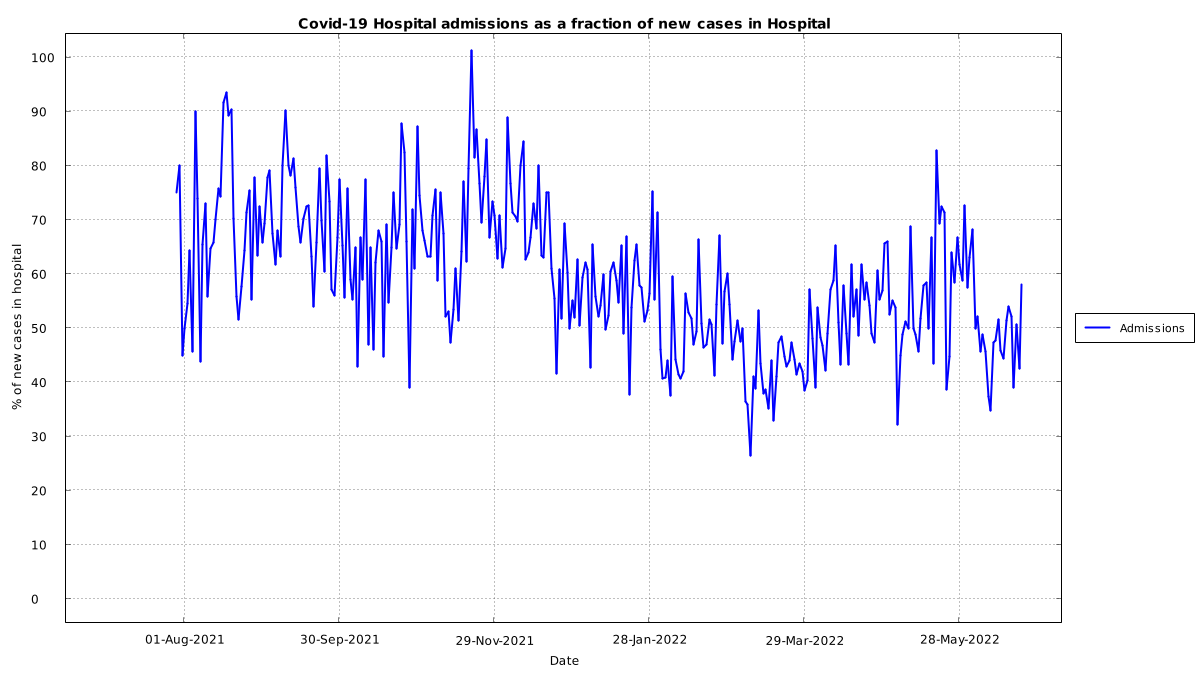 Covid-19 Hospital admissions as a fraction of new cases in Hospital
100
90
80
70
60
50
40
30
20
10
0
% of new cases in hospital
01-Aug-2021
30-Sep-2021
29-Nov-2021
28-Jan-2022
29-Mar-2022
28-May-2022
Date
Admissions